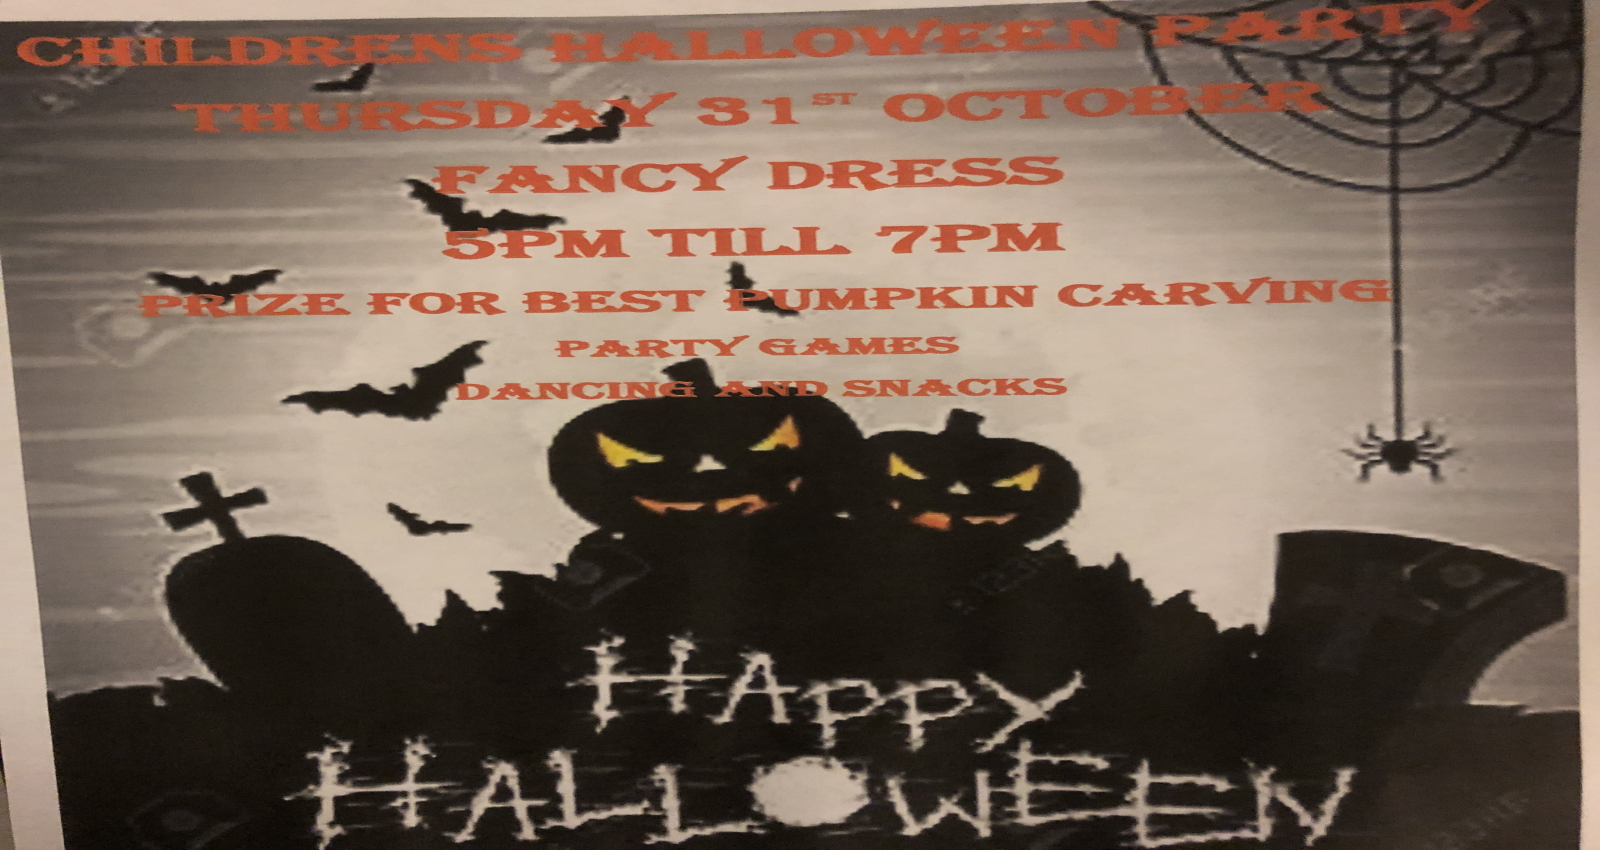 CHILDRENS HALLOWEEN PARTY
THURSDAY 31ST OCTOBER
FANCY DRESS
5PM TILL 7PM
PRIZE FOR BEST PUMPKIN CARVING
PARTY GAMES
DANCING AND SNACKS
HAPPY
HALLOWEEN